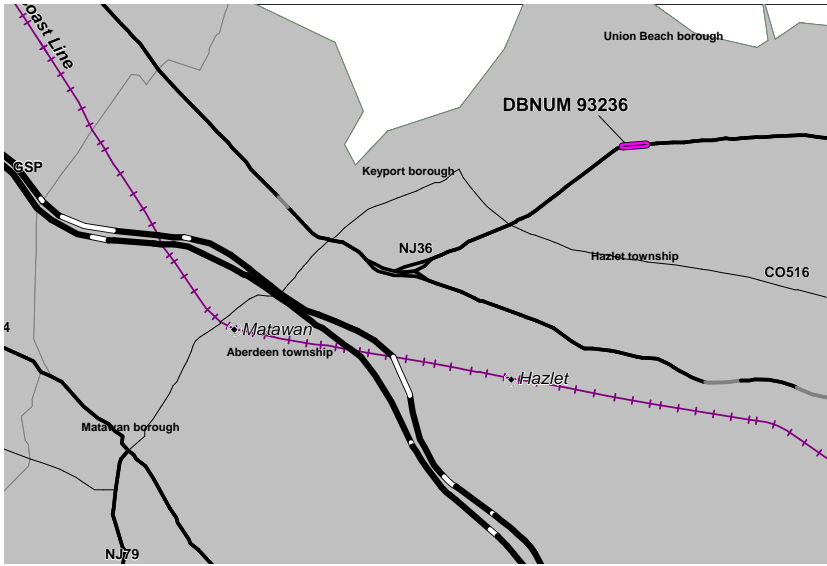 oast Line
Union Beach borough
DBNUM 93236
GSP
Keyport borough
NJ36
Hazlet township
CO516
4
Matawan
Aberdeen township
Hazlet
Matawan borough
NJ79